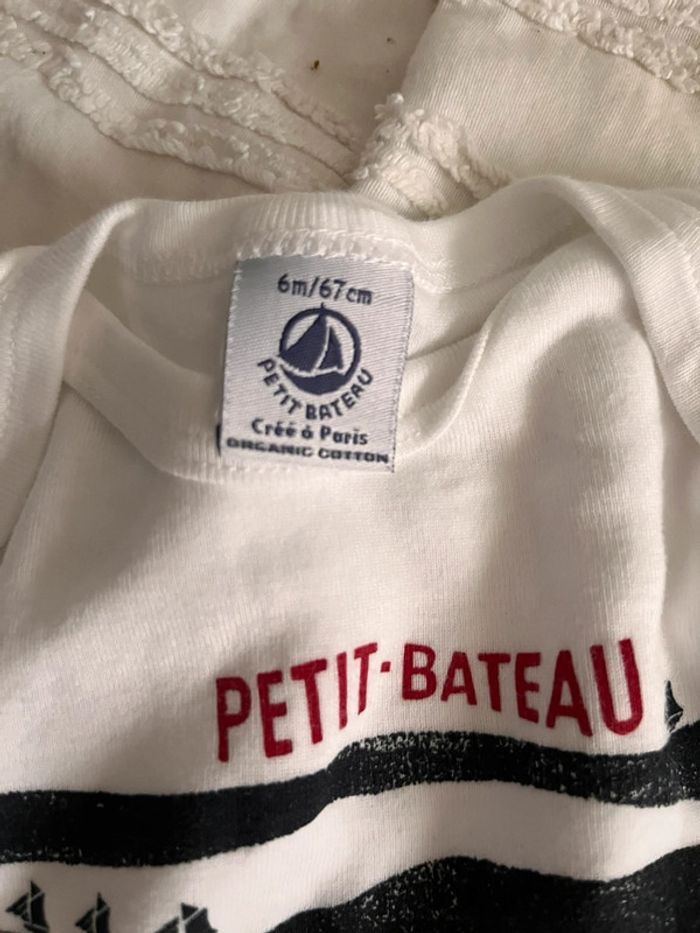 6m/67cm
PETIT BATEAU
Créé à Paris
ORGANIC COTTON
PETIT-BATEAU